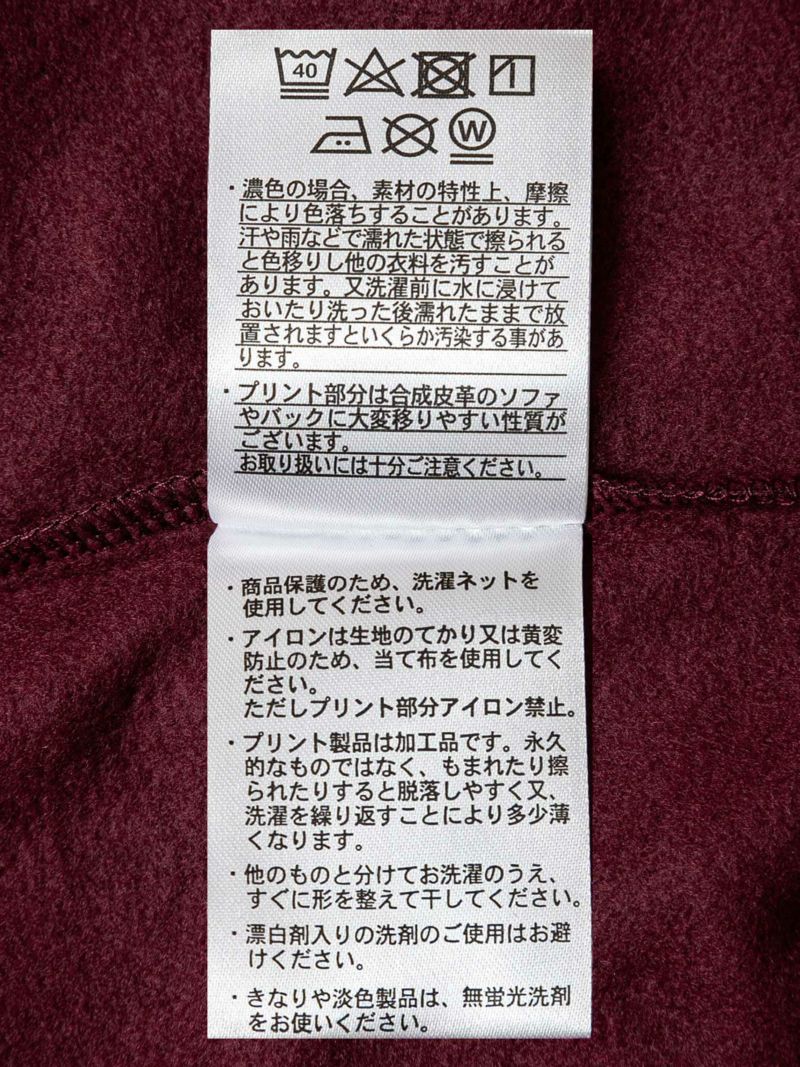 40
W
・濃色の場合、素材の特性上、摩擦
により色落ちすることがあります。
汗や雨などで濡れた状態で擦られる
と色移りし他の衣料を汚すことが
あります。又洗濯前に水に浸けて
おいたり洗った後濡れたままで放
置されますといくらか汚染する事があ
ります。
・プリント部分は合成皮革のソファ
やバックに大変移りやすい性質が
ございます。
お取り扱いには十分ご注意ください。
・商品保護のため、洗濯ネットを
使用してください。
・アイロンは生地のてかり又は黄変
防止のため、当て布を使用してく
ださい。
ただしプリント部分アイロン禁止。
・プリント製品は加工品です。永久
的なものではなく、もまれたり擦
られたりすると脱落しやすく又、
洗濯を繰り返すことにより多少薄
くなります。
・他のものと分けてお洗濯のうえ、
すぐに形を整えて干してください。
・漂白剤入りの洗剤のご使用はお避
けください。
・きなりや淡色製品は、無蛍光洗剤
をお使いください。